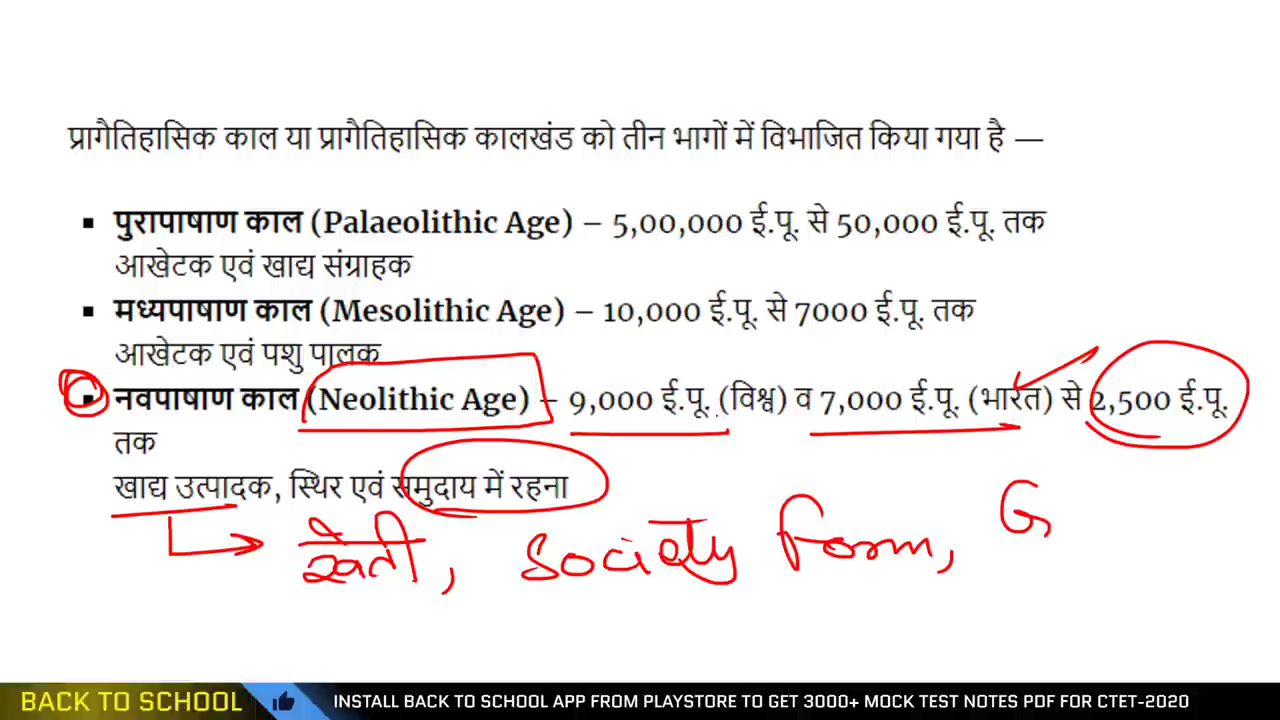 प्रागैतिहासिक काल या प्रागैतिहासिक कालखंड को तीन भागों में विभाजित किया गया है —
▪ पुरापाषाण काल (Palaeolithic Age) – 5,00,000 ई.पू. से 50,000 ई.पू. तक
आखेटक एवं खाद्य संग्राहक
▪ मध्यपाषाण काल (Mesolithic Age) – 10,000 ई.पू. से 7000 ई.पू. तक
आखेटक एवं पशु पालक
▪ नवपाषाण काल (Neolithic Age) – 9,000 ई.पू. (विश्व) व 7,000 ई.पू. (भारत) से 2,500 ई.पू.
तक
खाद्य उत्पादक, स्थिर एवं समुदाय में रहना
खेती, society form, G
BACK TO SCHOOL INSTALL BACK TO SCHOOL APP FROM PLAYSTORE TO GET 3000+ MOCK TEST NOTES PDF FOR CTET-2020